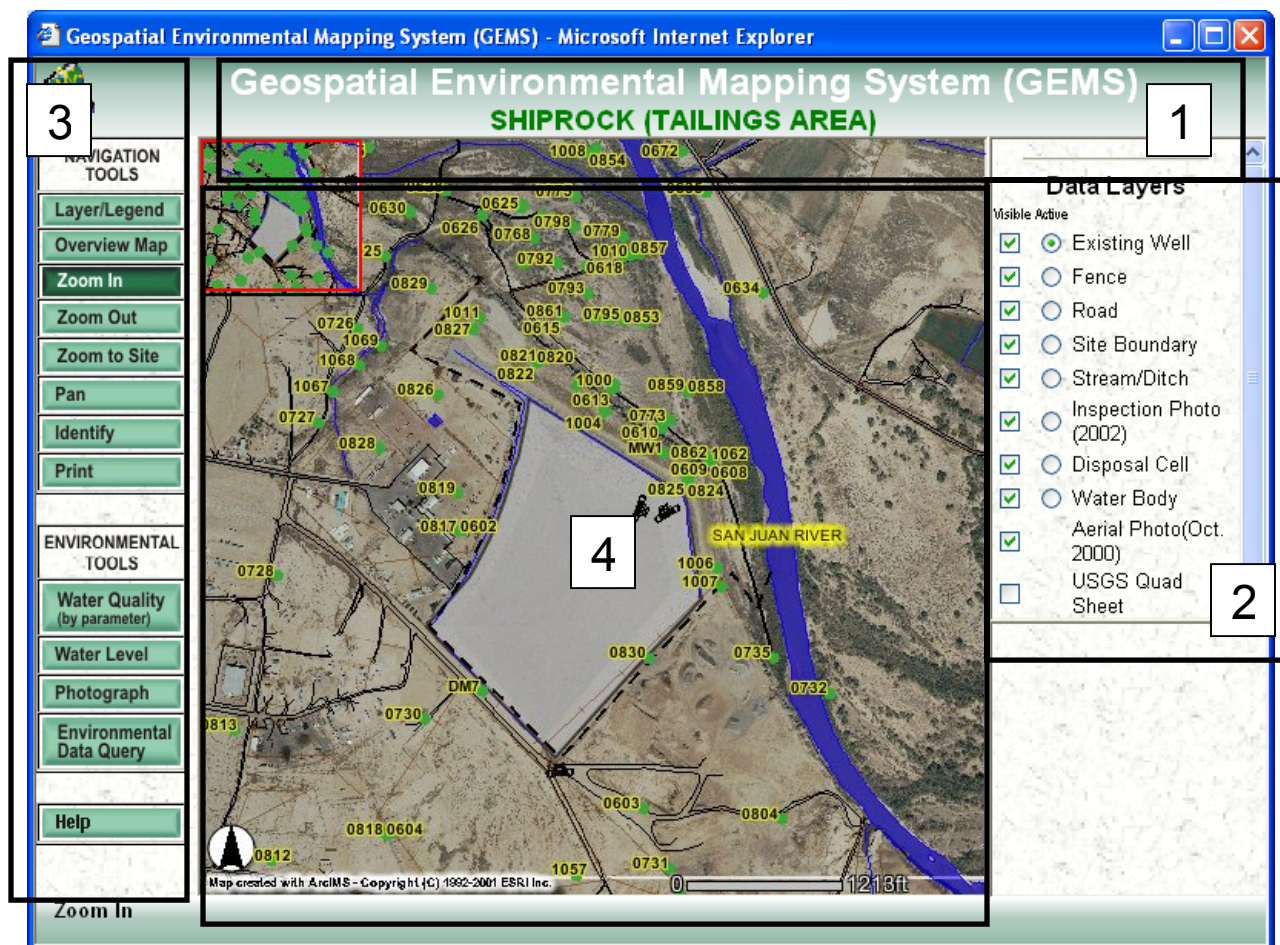 Geospatial Environmental Mapping System (GEMS) - Microsoft Internet Explorer
Geospatial Environmental Mapping System (GEMS)
SHIPROCK (TAILINGS AREA)
1
3
NAVIGATION
TOOLS
Layer/Legend
Overview Map
Zoom In
Zoom Out
Zoom to Site
Pan
Identify
Print
ENVIRONMENTAL
TOOLS
Water Quality
(by parameter)
Water Level
Photograph
Environmental
Data Query
Help
Zoom In
1008 0854 0672
0630 0625
0626 0768 0798 0779
25 1010 0857
0792 0618
0829 0793 0634
1011 0861 0795 0853
0726 0827 0615
1069
1068 0821 0820
0822
1067 0826 1000 0859 0858
0613
0727 1004 0773
0610
0828 MW1 0862 1062
0609 0608
0819 0825 0824
0817 0602
4
SAN JUAN RIVER
0728 1006
1007
0830 0735
DM7 0732
0730
0813
0603 0804
0818 0604
0812 1057 0731
Map created with ArcIMS - Copyright (C) 1992-2001 ESRI Inc.
0 1213ft
Data Layers
Visible Active
Existing Well
Fence
Road
Site Boundary
Stream/Ditch
Inspection Photo
(2002)
Disposal Cell
Water Body
Aerial Photo(Oct.
2000)
USGS Quad
Sheet
2